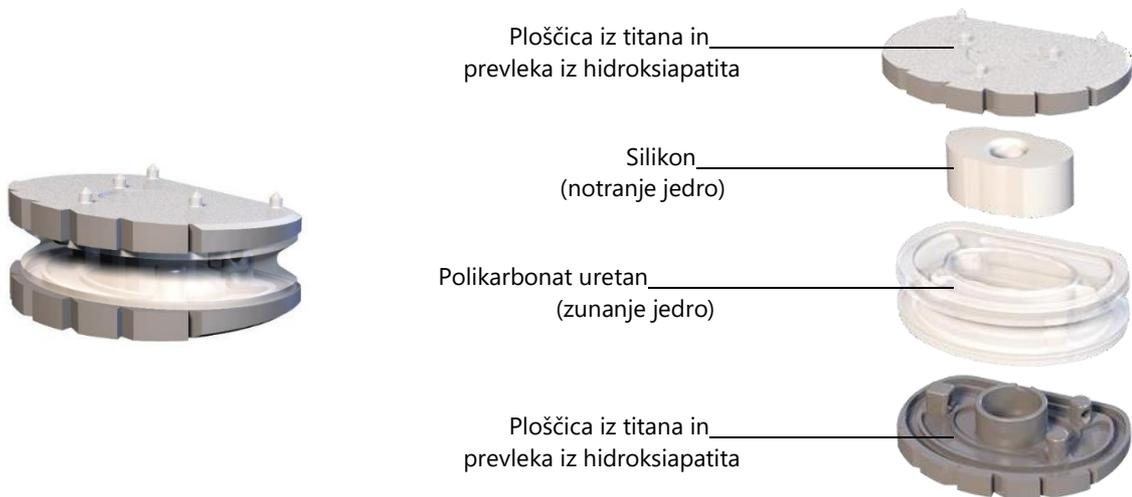 Ploščica iz titana in
prevleka iz hidroksiapatita
Silikon
(notranje jedro)
Polikarbonat uretan
(zunanje jedro)
Ploščica iz titana in
prevleka iz hidroksiapatita